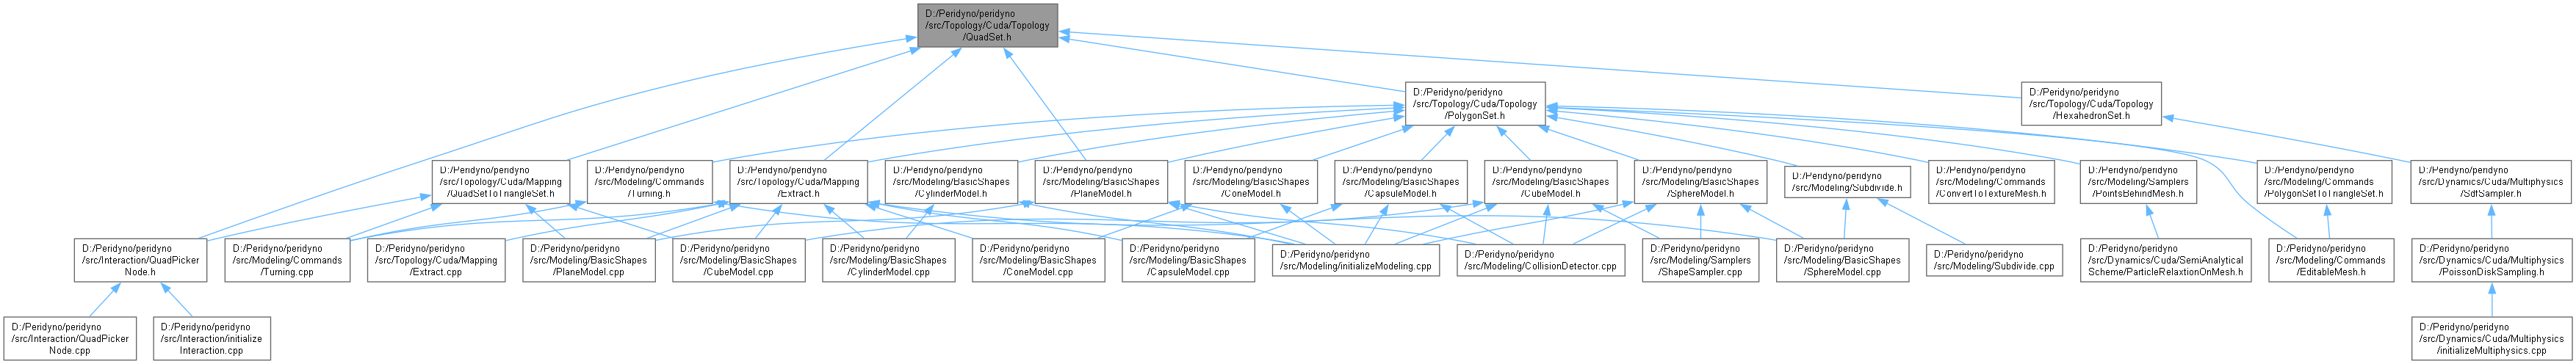 D:/Peridyno/peridyno
/src/Topology/Cuda/Topology
/QuadSet.h
D:/Peridyno/peridyno
/src/Topology/Cuda/Topology
/PolygonSet.h
D:/Peridyno/peridyno
/src/Topology/Cuda/Topology
/HexahedronSet.h
D:/Peridyno/peridyno
/src/Topology/Cuda/Mapping
/QuadSetToTriangleSet.h
D:/Peridyno/peridyno
/src/Modeling/Commands
/Turning.h
D:/Peridyno/peridyno
/src/Topology/Cuda/Mapping
/Extract.h
D:/Peridyno/peridyno
/src/Modeling/BasicShapes
/CylinderModel.h
D:/Peridyno/peridyno
/src/Modeling/BasicShapes
/PlaneModel.h
D:/Peridyno/peridyno
/src/Modeling/BasicShapes
/ConeModel.h
D:/Peridyno/peridyno
/src/Modeling/BasicShapes
/CapsuleModel.h
D:/Peridyno/peridyno
/src/Modeling/BasicShapes
/CubeModel.h
D:/Peridyno/peridyno
/src/Modeling/BasicShapes
/SphereModel.h
D:/Peridyno/peridyno
/src/Modeling/Subdivide.h
D:/Peridyno/peridyno
/src/Modeling/Commands
/ConvertToTextureMesh.h
D:/Peridyno/peridyno
/src/Modeling/Samplers
/PointsBehindMesh.h
D:/Peridyno/peridyno
/src/Modeling/Commands
/PolygonSetToTriangleSet.h
D:/Peridyno/peridyno
/src/Dynamics/Cuda/Multiphysics
/SdfSampler.h
D:/Peridyno/peridyno
/src/Interaction/QuadPicker
Node.h
D:/Peridyno/peridyno
/src/Modeling/Commands
/Turning.cpp
D:/Peridyno/peridyno
/src/Topology/Cuda/Mapping
/Extract.cpp
D:/Peridyno/peridyno
/src/Modeling/BasicShapes
/PlaneModel.cpp
D:/Peridyno/peridyno
/src/Modeling/BasicShapes
/CubeModel.cpp
D:/Peridyno/peridyno
/src/Modeling/BasicShapes
/CylinderModel.cpp
D:/Peridyno/peridyno
/src/Modeling/BasicShapes
/ConeModel.cpp
D:/Peridyno/peridyno
/src/Modeling/BasicShapes
/CapsuleModel.cpp
D:/Peridyno/peridyno
/src/Modeling/initializeModeling.cpp
D:/Peridyno/peridyno
/src/Modeling/CollisionDetector.cpp
D:/Peridyno/peridyno
/src/Modeling/Samplers
/ShapeSampler.cpp
D:/Peridyno/peridyno
/src/Modeling/BasicShapes
/SphereModel.cpp
D:/Peridyno/peridyno
/src/Modeling/Subdivide.cpp
D:/Peridyno/peridyno
/src/Dynamics/Cuda/SemiAnalytical
Scheme/ParticleRelaxtionOnMesh.h
D:/Peridyno/peridyno
/src/Modeling/Commands
/EditableMesh.h
D:/Peridyno/peridyno
/src/Dynamics/Cuda/Multiphysics
/PoissonDiskSampling.h
D:/Peridyno/peridyno
/src/Interaction/QuadPicker
Node.cpp
D:/Peridyno/peridyno
/src/Interaction/initialize
Interaction.cpp
D:/Peridyno/peridyno
/src/Dynamics/Cuda/Multiphysics
/initializeMultiphysics.cpp